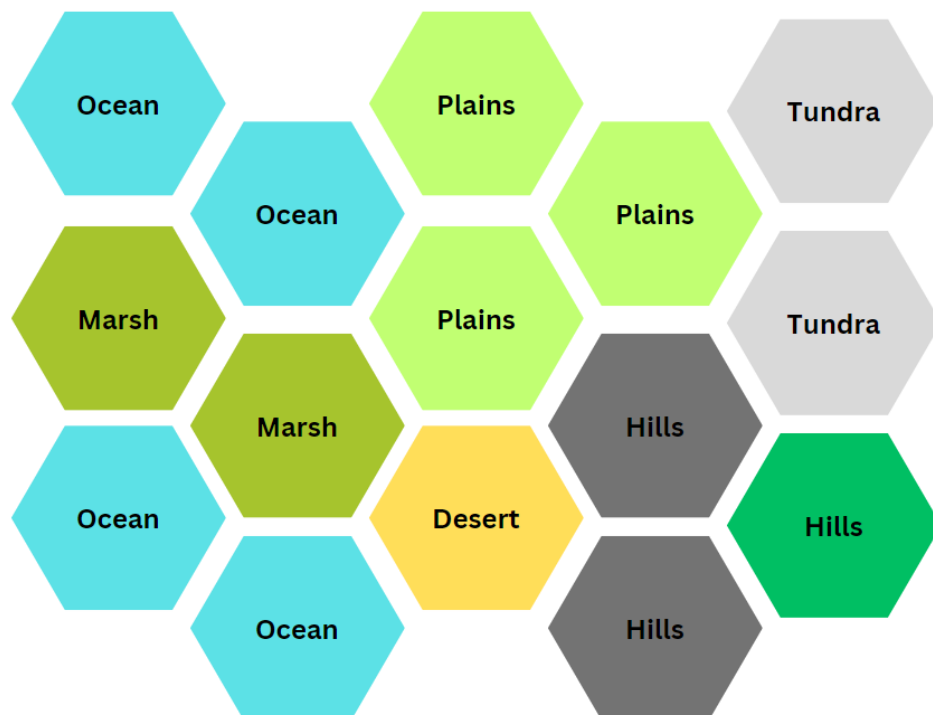 Ocean
Plains
Tundra
Ocean
Plains
Marsh
Plains
Tundra
Marsh
Hills
Ocean
Desert
Hills
Ocean
Hills